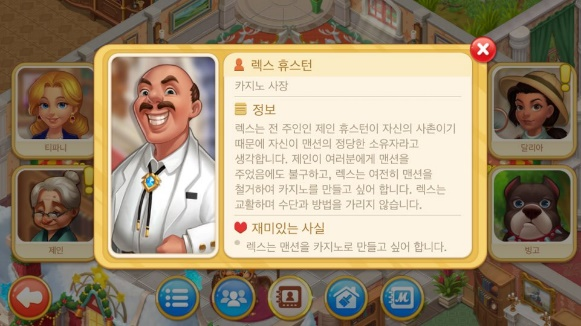 렉스 휴스턴
카지노 사장
정보
렉스는 전 주인인 제인 휴스턴이 자신의 사촌이기
때문에 자신이 맨션의 정당한 소유자라고
생각합니다. 제인이 여러분에게 맨션을
주었음에도 불구하고, 렉스는 여전히 맨션을
철거하여 카지노를 만들고 싶어 합니다. 렉스는
교활하며 수단과 방법을 가리지 않습니다.
재미있는 사실
렉스는 맨션을 카지노로 만들고 싶어 합니다.
티파니
달리아
제인
빙고
M